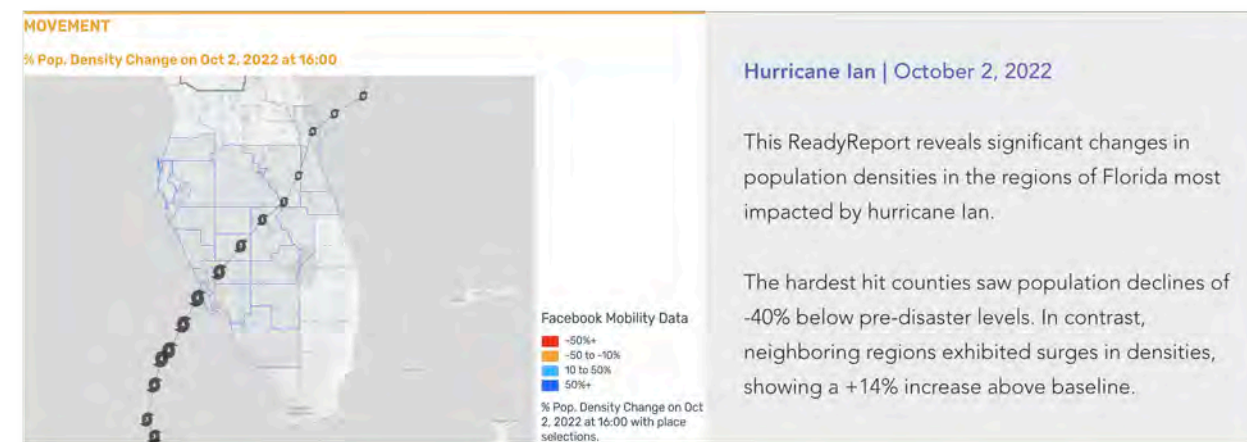 MOVEMENT
% Pop. Density Change on Oct 2, 2022 at 16:00
Facebook Mobility Data
-50%+
-50 to -10%
10 to 50%
50%+
% Pop. Density Change on Oct
2, 2022 at 16:00 with place
selections.
Hurricane Ian | October 2, 2022
This ReadyReport reveals significant changes in
population densities in the regions of Florida most
impacted by hurricane Ian.
The hardest hit counties saw population declines of
-40% below pre-disaster levels. In contrast,
neighboring regions exhibited surges in densities,
showing a +14% increase above baseline.